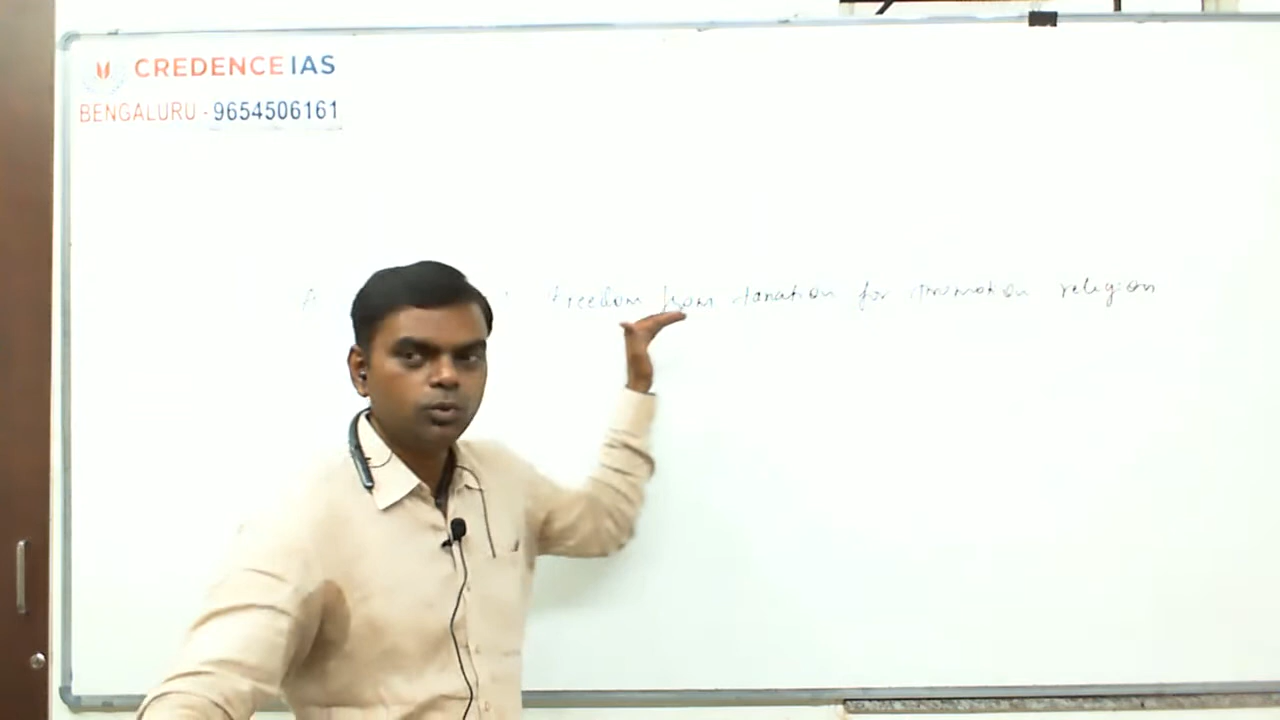 CREDENCE IAS
BENGALURU - 9654506161
Freedom from taxation for promotion religion